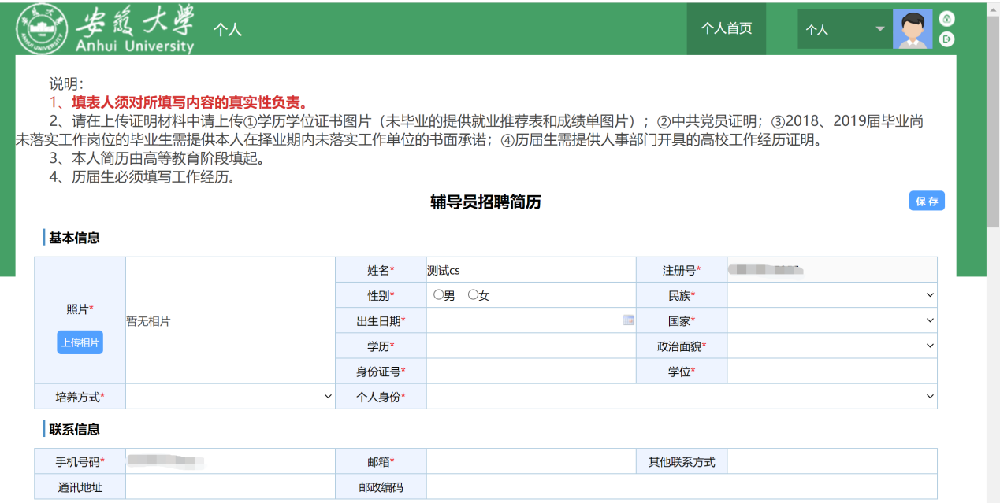 安徽大学
Anhui University
个人
个人首页
个人
说明：
1、填表人须对所填写内容的真实性负责。
2、请在上传证明材料中请上传①学历学位证书图片（未毕业的提供就业推荐表和成绩单图片）；②中共党员证明；③2018、2019届毕业尚
未落实工作岗位的毕业生需提供本人在择业期内未落实工作单位的书面承诺；④历届生需提供人事部门开具的高校工作经历证明。
3、本人简历由高等教育阶段填起。
4、历届生必须填写工作经历。
辅导员招聘简历
保 存
基本信息
照片*
上传相片
暂无相片
姓名*
测试cs
注册号*
性别*
男
女
民族*
出生日期*
国家*
学历*
政治面貌*
身份证号*
学位*
培养方式*
个人身份*
联系信息
手机号码*
邮箱*
其他联系方式
通讯地址
邮政编码